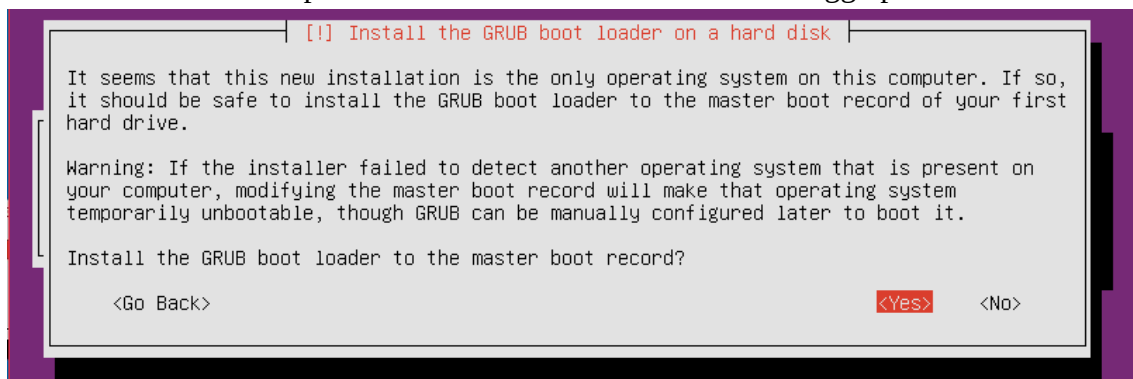 [!] Install the GRUB boot loader on a hard disk
It seems that this new installation is the only operating system on this computer. If so,
it should be safe to install the GRUB boot loader to the master boot record of your first
hard drive.
Warning: If the installer failed to detect another operating system that is present on
your computer, modifying the master boot record will make that operating system
temporarily unbootable, though GRUB can be manually configured later to boot it.
Install the GRUB boot loader to the master boot record?
<Go Back> <Yes> <No>